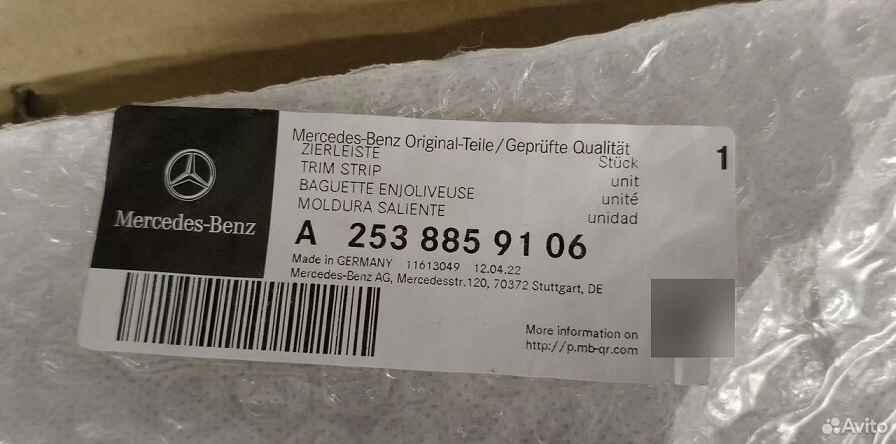 Mercedes-Benz
Mercedes-Benz Original-Teile/Geprüfte Qualität
ZIERLEISTE Stück 1
TRIM STRIP unit
BAGUETTE ENJOLIVEUSE unité
MOLDURA SALIENTE unidad
A 253 885 91 06
Made in GERMANY 11613049 12.04.22
Mercedes-Benz AG, Mercedesstr.120, 70372 Stuttgart, DE
More information on
http://p.mb-qr.com
Avito